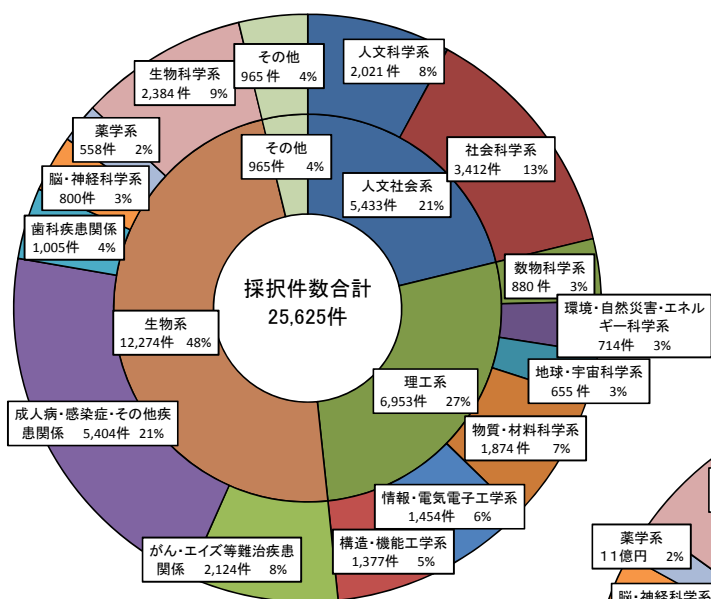 採択件数合計
25,625件
人文科学系
2,021件 8%
社会科学系
3,412件 13%
数物科学系
880件 3%
環境・自然災害・エネル
ギー科学系
714件 3%
地球・宇宙科学系
655件 3%
物質・材料科学系
1,874件 7%
情報・電気電子工学系
1,454件 6%
構造・機能工学系
1,377件 5%
がん・エイズ等難治疾患
関係 2,124件 8%
成人病・感染症・その他疾
患関係 5,404件 21%
歯科疾患関係
1,005件 4%
脳・神経科学系
800件 3%
薬学系
558件 2%
生物科学系
2,384件 9%
その他
965件 4%
その他
965件 4%
人文社会系
5,433件 21%
理工系
6,953件 27%
生物系
12,274件 48%
薬学系
11億円 2%
脳・神経科学系